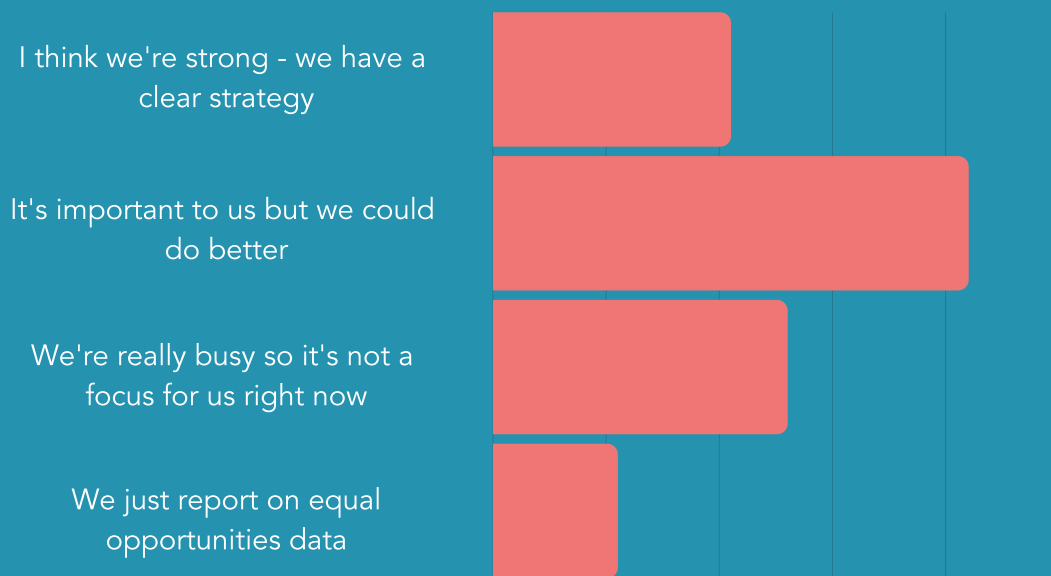 I think we're strong - we have a
clear strategy
It's important to us but we could
do better
We're really busy so it's not a
focus for us right now
We just report on equal
opportunities data